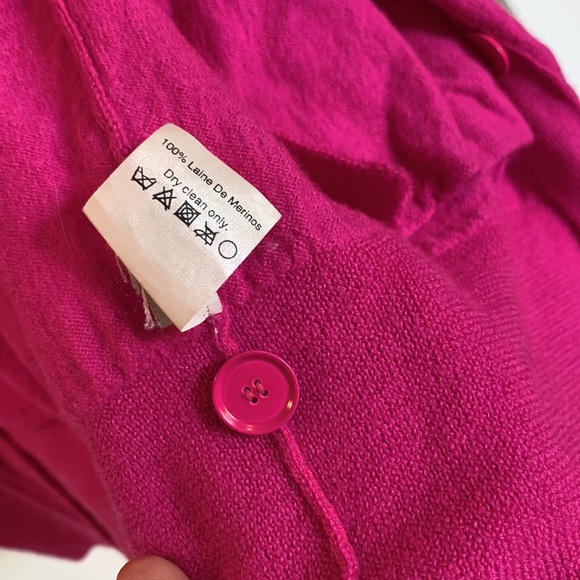 100% Laine De Merinos
Dry clean only.